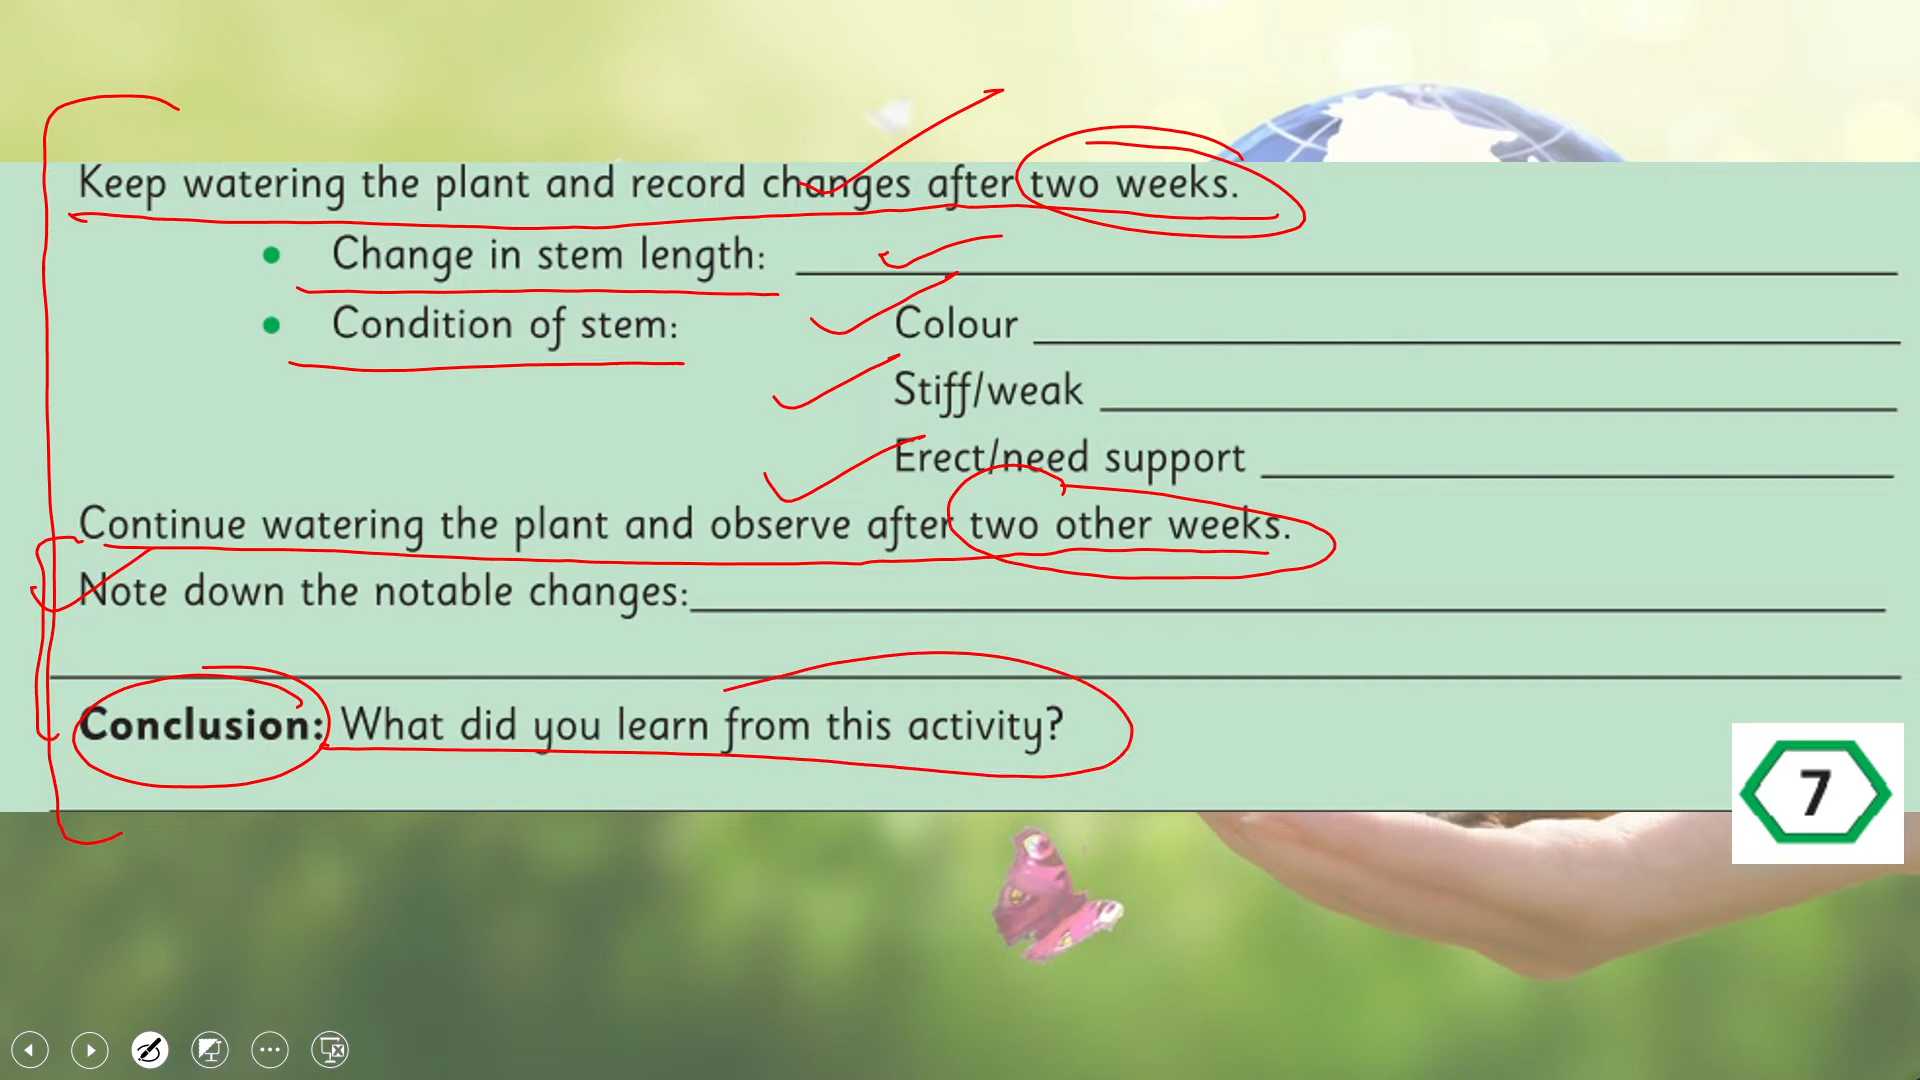 Keep watering the plant and record changes after two weeks.
• Change in stem length:
• Condition of stem: Colour
Stiff/weak
Erect/need support
Continue watering the plant and observe after two other weeks.
Note down the notable changes:
Conclusion: What did you learn from this activity?
7